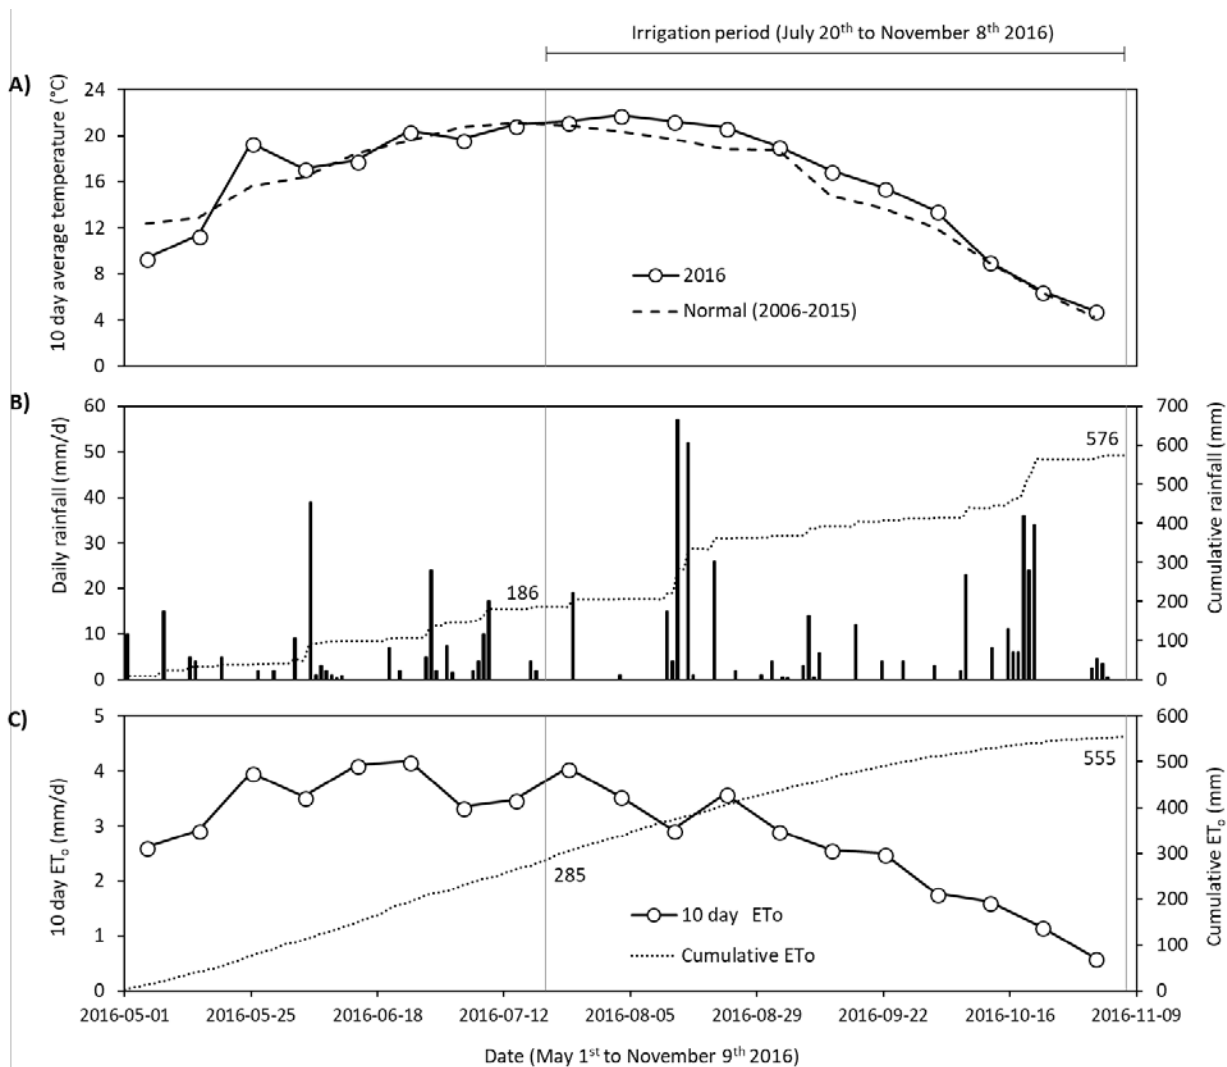 Irrigation period (July 20th to November 8th 2016)
A)
10 day average temperature (°C)
24
20
16
12
8
4
0
2016
Normal (2006-2015)
B)
Daily rainfall (mm/d)
60
50
40
30
20
10
0
186
576
700
600
500
400
300
200
100
0
Cumulative rainfall (mm)
C)
10 day ETo (mm/d)
5
4
3
2
1
0
285
555
10 day ETo
Cumulative ETo
600
500
400
300
200
100
0
Cumulative ETo (mm)
2016-05-01 2016-05-25 2016-06-18 2016-07-12 2016-08-05 2016-08-29 2016-09-22 2016-10-16 2016-11-09
Date (May 1st to November 9th 2016)